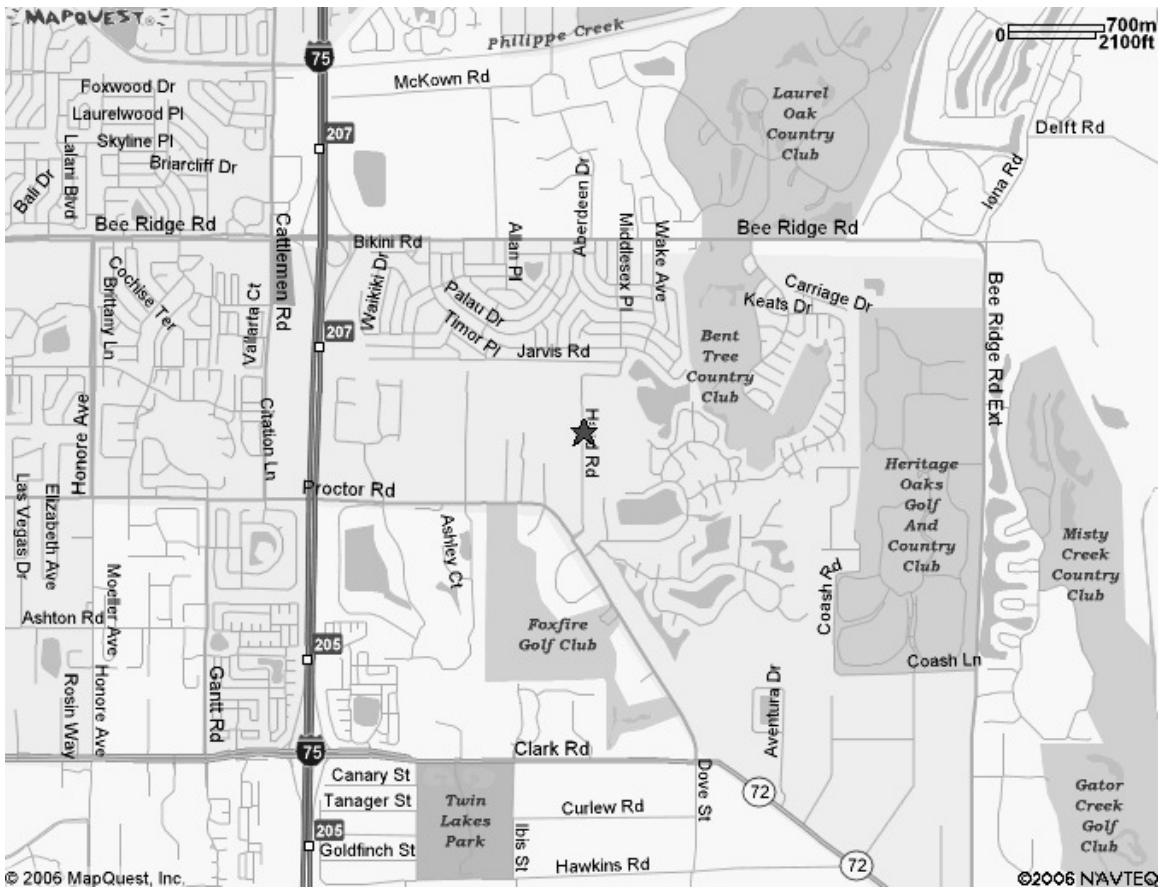 MAPQUEST®
75
Philippe Creek
700m
0
2100ft
McKown Rd
Foxwood Dr
Laurelwood Pl
Skyline Pl
Briarcliff Dr
Lalani Blvd
Bali Dr
207
Laurel
Oak
Country
Club
Delft Rd
Iona Rd
Aberdeen Dr
Middlesex Pl
Wake Ave
Allan Pl
Bee Ridge Rd
Cattlemen Rd
Bikini Rd
Bee Ridge Rd
Waikiki Dr
Palau Dr
Timor Pl
Jarvis Rd
Cochise Ter
Brittany Ln
Vallarta Ct
207
Carriage Dr
Keats Dr
Bent
Tree
Country
Club
Bee Ridge Rd Ext
Honore Ave
Citation Ln
Rd
Proctor Rd
Las Vegas Dr
Elizabeth Ave
Ashley Ct
Heritage
Oaks
Golf
And
Country
Club
Misty
Creek
Country
Club
Moeller Ave
Ashton Rd
Coash Rd
Foxfire
Golf Club
205
Coash Ln
Rosin Way
Honore Ave
Gantt Rd
Aventura Dr
75
Clark Rd
Canary St
Tanager St
Goldfinch St
205
Twin
Lakes
Park
Ibis St
Curlew Rd
Hawkins Rd
Dove St
72
72
Gator
Creek
Golf
Club
© 2006 MapQuest, Inc.
©2006 NAVTEQ